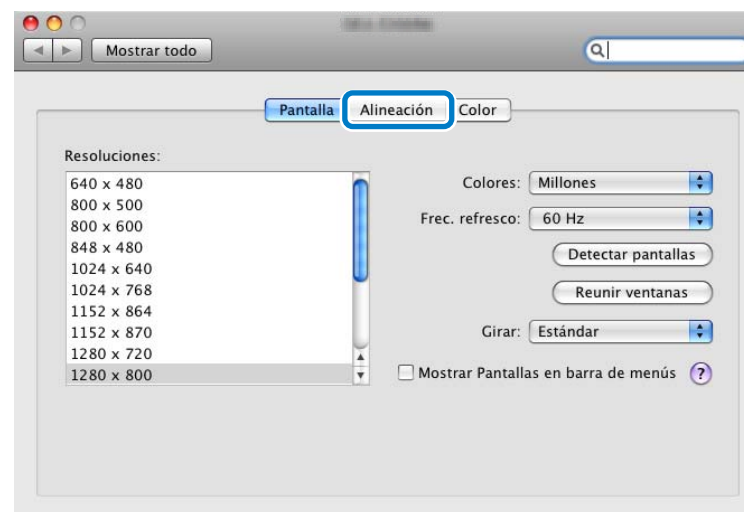 Mostrar todo
Pantalla Alineación Color
Resoluciones:
640 x 480
800 x 500
800 x 600
848 x 480
1024 x 640
1024 x 768
1152 x 864
1152 x 870
1280 x 720
1280 x 800
Colores: Millones
Frec. refresco: 60 Hz
Detectar pantallas
Reunir ventanas
Girar: Estándar
Mostrar Pantallas en barra de menús ?